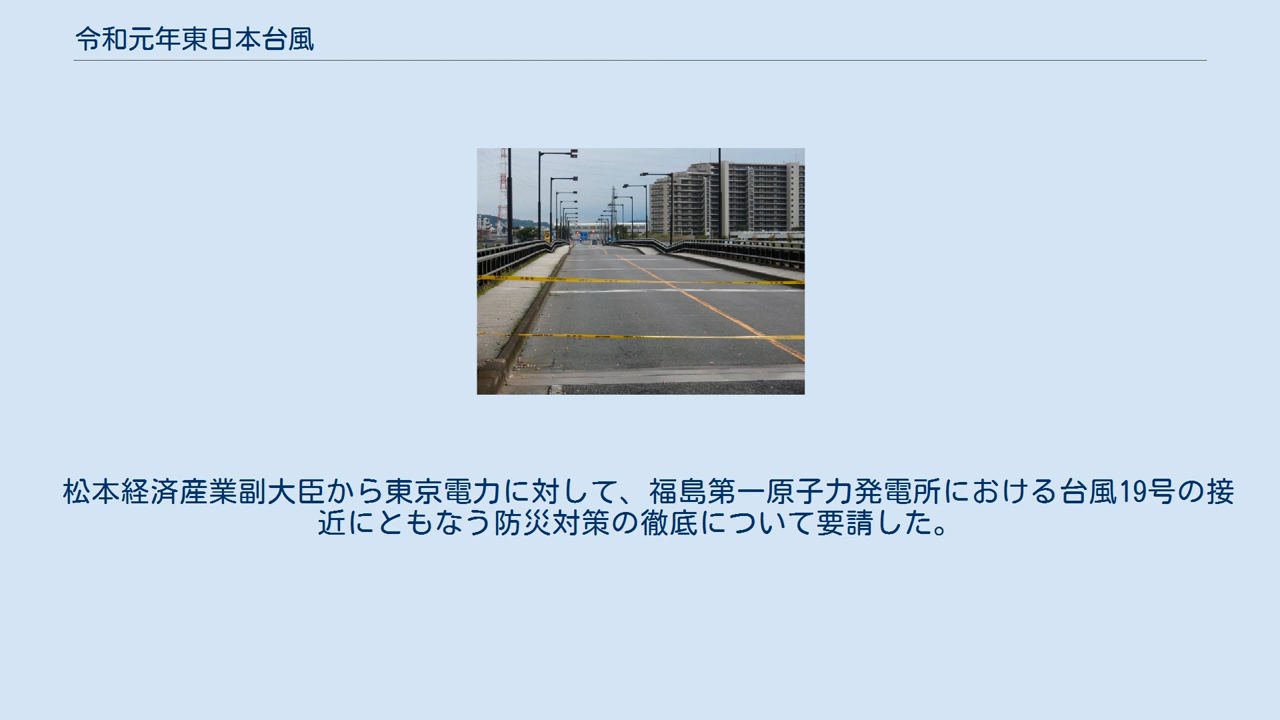 令和元年東日本台風
松本経済産業副大臣から東京電力に対して、福島第一原子力発電所における台風19号の接
近にともなう防災対策の徹底について要請した。